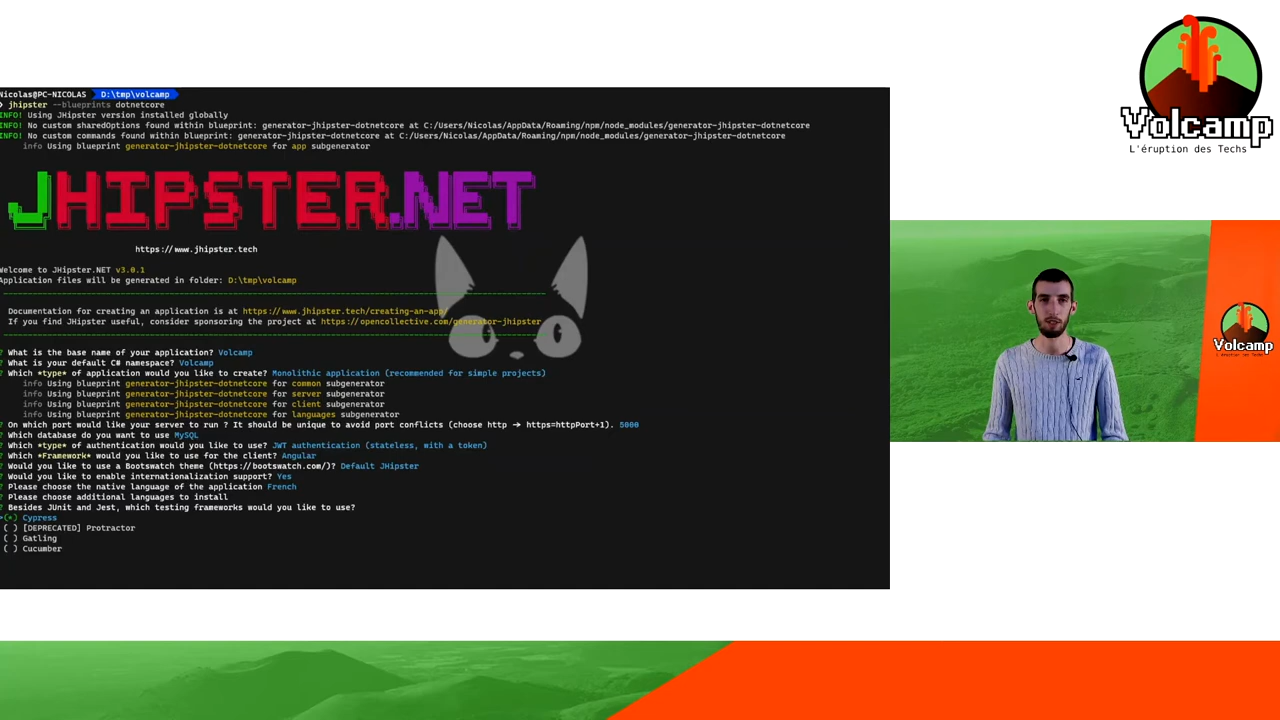 Nicolas@PC-NICOLAS D:\tmp\volcamp
jhipster --blueprints dotnetcore
INFO! Using JHipster version installed globally
INFO! No custom sharedOptions found within blueprint: generator-jhipster-dotnetcore at C:/Users/Nicolas/AppData/Roaming/npm/node_modules/generator-jhipster-dotnetcore
INFO! No custom commands found within blueprint: generator-jhipster-dotnetcore at C:/Users/Nicolas/AppData/Roaming/npm/node_modules/generator-jhipster-dotnetcore
info Using blueprint generator-jhipster-dotnetcore for app subgenerator
JHIPSTER.NET
https://www.jhipster.tech
Welcome to JHipster.NET v3.0.1
Application files will be generated in folder: D:\tmp\volcamp
Documentation for creating an application is at https://www.jhipster.tech/creating-an-app/
If you find JHipster useful, consider sponsoring the project at https://opencollective.com/generator-jhipster
? What is the base name of your application? Volcamp
? What is your default C# namespace? Volcamp
? Which *type* of application would you like to create? Monolithic application (recommended for simple projects)
info Using blueprint generator-jhipster-dotnetcore for common subgenerator
info Using blueprint generator-jhipster-dotnetcore for server subgenerator
info Using blueprint generator-jhipster-dotnetcore for client subgenerator
info Using blueprint generator-jhipster-dotnetcore for languages subgenerator
? On which port would like your server to run ? It should be unique to avoid port conflicts (choose http → https=httpPort+1). 5000
? Which database do you want to use MySQL
? Which *type* of authentication would you like to use? JWT authentication (stateless, with a token)
? Which *Framework* would you like to use for the client? Angular
? Would you like to use a Bootswatch theme (https://bootswatch.com/)? Default JHipster
? Would you like to enable internationalization support? Yes
? Please choose the native language of the application French
? Please choose additional languages to install
? Besides JUnit and Jest, which testing frameworks would you like to use?
>(*) Cypress
( ) [DEPRECATED] Protractor
( ) Gatling
( ) Cucumber
Volcamp
L'éruption des Techs
Volcamp
L'éruption des Techs